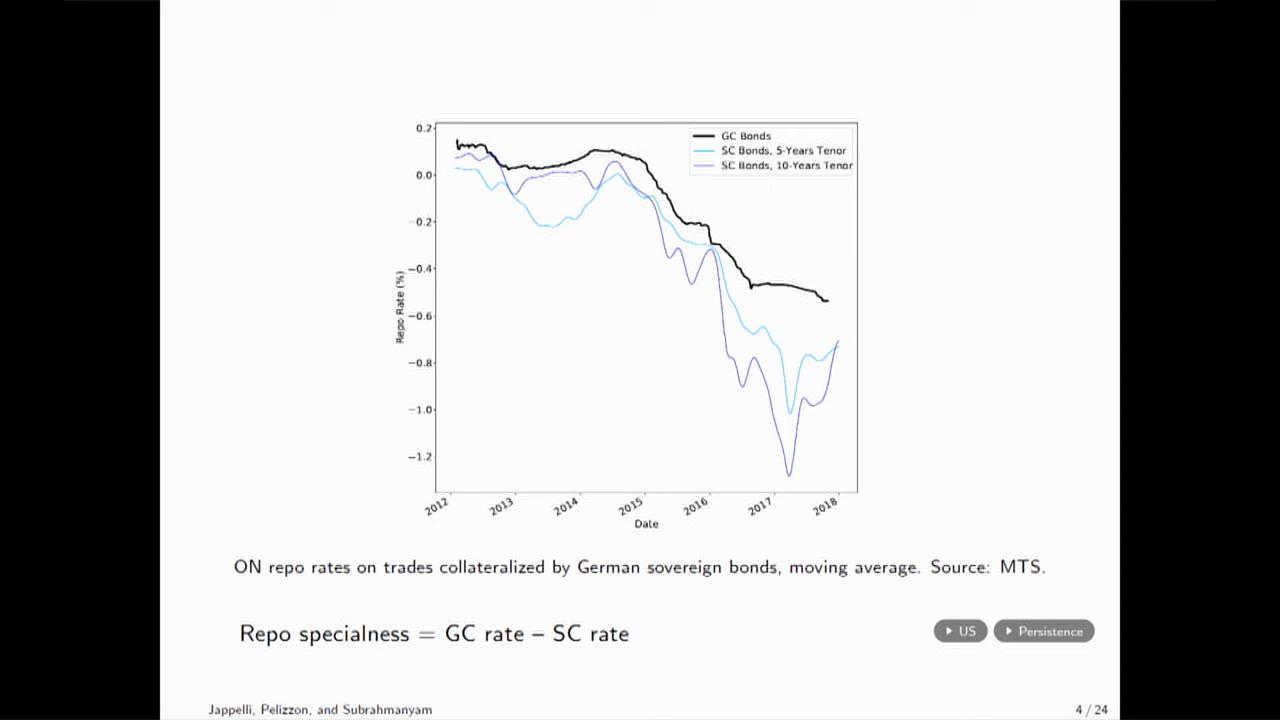 GC Bonds
SC Bonds, 5-Years Tenor
SC Bonds, 10-Years Tenor
0.2
0.0
−0.2
−0.4
−0.6
−0.8
−1.0
−1.2
Repo Rate (%)
2012 2013 2014 2015 2016 2017 2018
Date
ON repo rates on trades collateralized by German sovereign bonds, moving average. Source: MTS.
Repo specialness = GC rate – SC rate
US
Persistence
Jappelli, Pelizzon, and Subrahmanyam
4 / 24